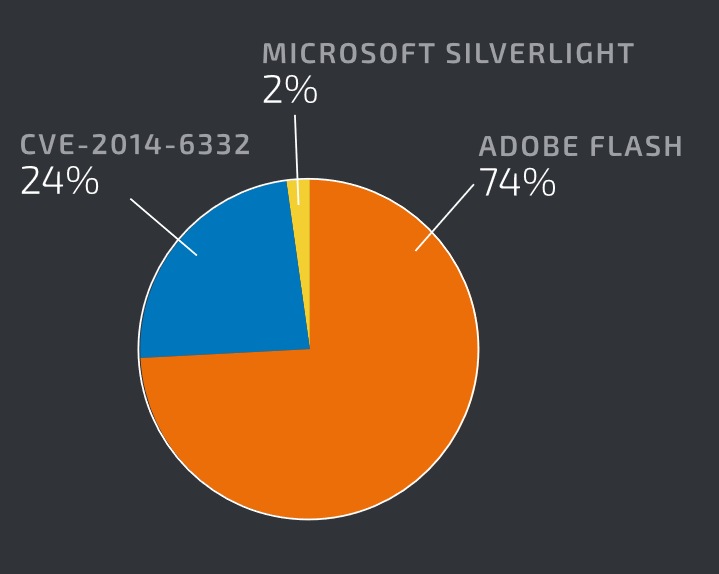 MICROSOFT SILVERLIGHT
2%
CVE-2014-6332
24%
ADOBE FLASH
74%